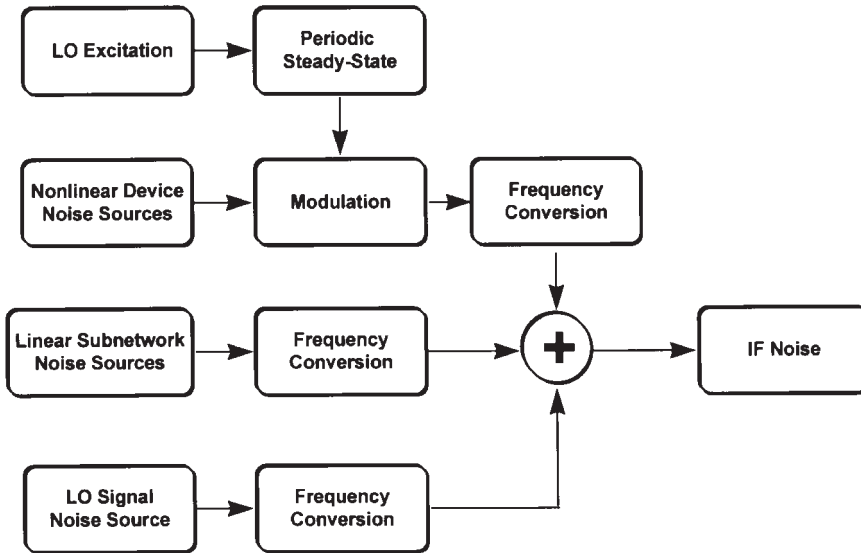 LO Excitation
Periodic
Steady-State
Nonlinear Device
Noise Sources
Modulation
Frequency
Conversion
Linear Subnetwork
Noise Sources
Frequency
Conversion
+
IF Noise
LO Signal
Noise Source
Frequency
Conversion